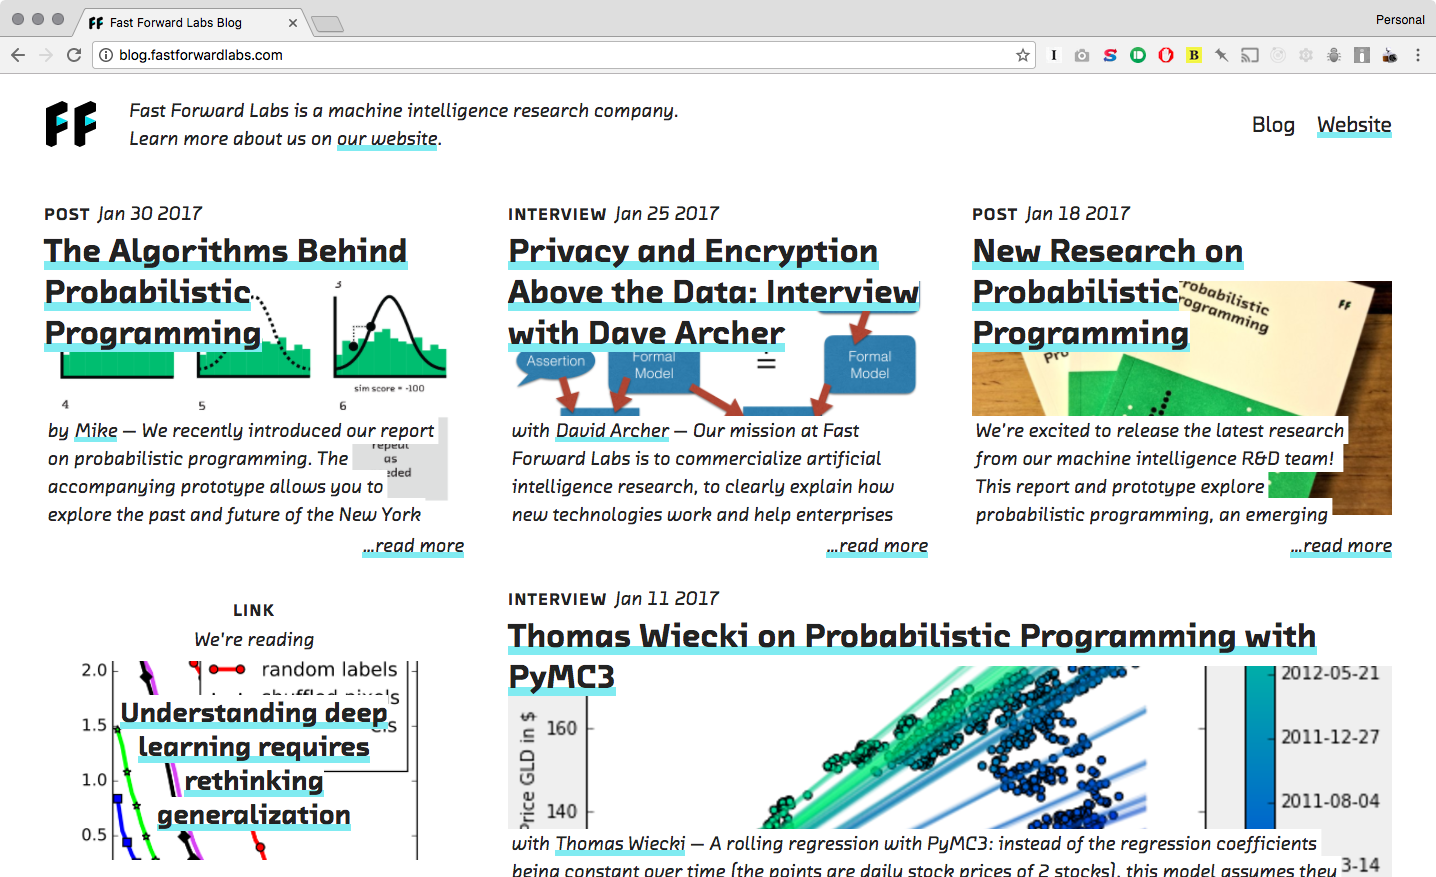 Fast Forward Labs Blog
Personal
blog.fastforwardlabs.com
Fast Forward Labs is a machine intelligence research company.
Learn more about us on our website.
Blog Website
POST Jan 30 2017
The Algorithms Behind
Probabilistic
Programming
3
sim score = -100
4 5 6
by Mike — We recently introduced our report
on probabilistic programming. The
repeat
as
eded
accompanying prototype allows you to
explore the past and future of the New York
...read more
INTERVIEW Jan 25 2017
Privacy and Encryption
Above the Data: Interview
with Dave Archer
Assertion
Formal
Model
=
Formal
Model
with David Archer — Our mission at Fast
Forward Labs is to commercialize artificial
intelligence research, to clearly explain how
new technologies work and help enterprises
...read more
POST Jan 18 2017
New Research on
Probabilistic
Programming
robabilistic
rogramming
FF
Pro
We're excited to release the latest research
from our machine intelligence R&D team!
This report and prototype explore
probabilistic programming, an emerging
...read more
LINK
We're reading
2.0
1.5
1.0
0.5
random labels
shuffled pixels
els
Understanding deep
learning requires
rethinking
generalization
INTERVIEW Jan 11 2017
Thomas Wiecki on Probabilistic Programming with
PyMC3
Price GLD in $
160
140
2012-05-21
2011-12-27
2011-08-04
3-14
with Thomas Wiecki — A rolling regression with PyMC3: instead of the regression coefficients
being constant over time (the points are daily stock prices of 2 stocks), this model assumes they